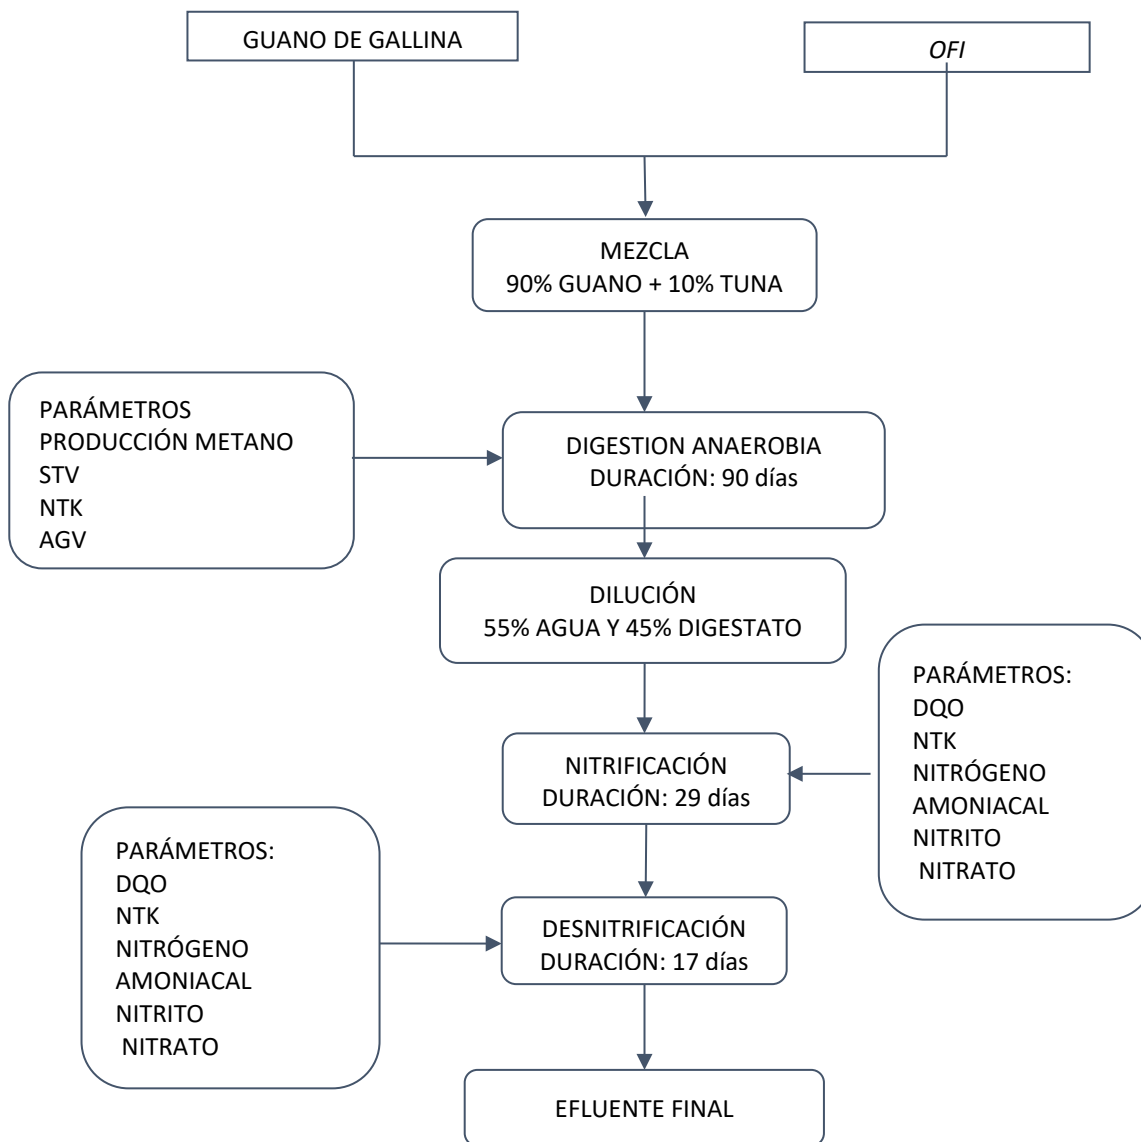 GUANO DE GALLINA
OFI
MEZCLA
90% GUANO + 10% TUNA
PARÁMETROS
PRODUCCIÓN METANO
STV
NTK
AGV
DIGESTION ANAEROBIA
DURACIÓN: 90 días
DILUCIÓN
55% AGUA Y 45% DIGESTATO
PARÁMETROS:
DQO
NTK
NITRÓGENO
AMONIACAL
NITRITO
NITRATO
NITRIFICACIÓN
DURACIÓN: 29 días
PARÁMETROS:
DQO
NTK
NITRÓGENO
AMONIACAL
NITRITO
NITRATO
DESNITRIFICACIÓN
DURACIÓN: 17 días
EFLUENTE FINAL